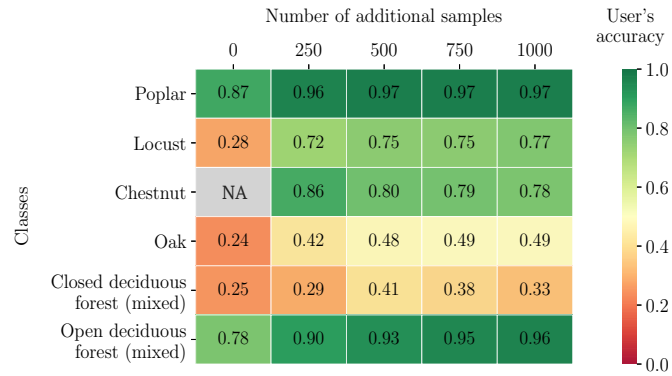 Number of additional samples
User's
accuracy
0 250 500 750 1000
Poplar 0.87 0.96 0.97 0.97 0.97
Locust 0.28 0.72 0.75 0.75 0.77
Chestnut NA 0.86 0.80 0.79 0.78
Oak 0.24 0.42 0.48 0.49 0.49
Closed deciduous
forest (mixed) 0.25 0.29 0.41 0.38 0.33
Open deciduous
forest (mixed) 0.78 0.90 0.93 0.95 0.96
Classes
1.0
0.8
0.6
0.4
0.2
0.0